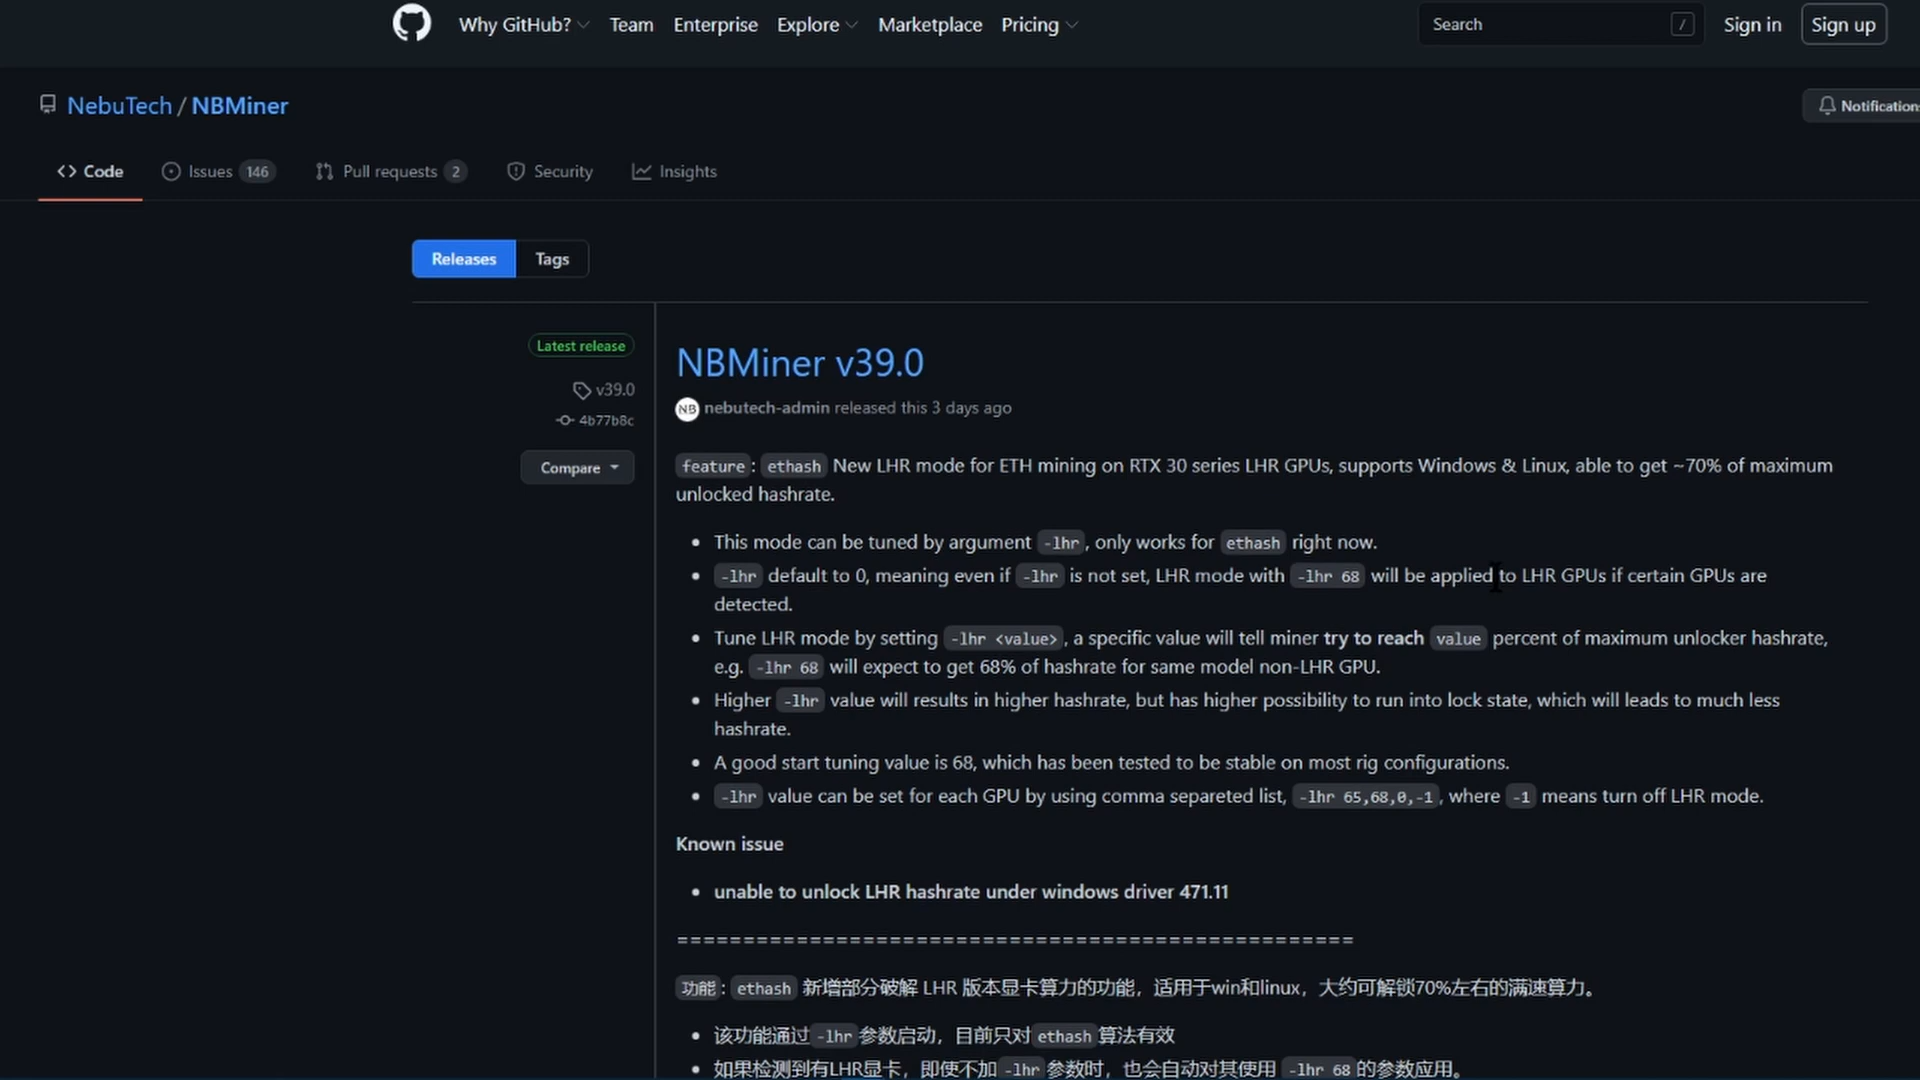 Why GitHub? Team Enterprise Explore Marketplace Pricing Search / Sign in Sign up
NebuTech / NBMiner Notification
<> Code Issues 146 Pull requests 2 Security Insights
Releases Tags
Latest release
v39.0
4b77b8c
Compare
NBMiner v39.0
NB nebutech-admin released this 3 days ago
feature: ethash New LHR mode for ETH mining on RTX 30 series LHR GPUs, supports Windows & Linux, able to get ~70% of maximum
unlocked hashrate.
• This mode can be tuned by argument -lhr, only works for ethash right now.
• -lhr default to 0, meaning even if -lhr is not set, LHR mode with -lhr 68 will be applied to LHR GPUs if certain GPUs are
detected.
• Tune LHR mode by setting -lhr <value>, a specific value will tell miner try to reach value percent of maximum unlocker hashrate,
e.g. -lhr 68 will expect to get 68% of hashrate for same model non-LHR GPU.
• Higher -lhr value will results in higher hashrate, but has higher possibility to run into lock state, which will leads to much less
hashrate.
• A good start tuning value is 68, which has been tested to be stable on most rig configurations.
• -lhr value can be set for each GPU by using comma separeted list, -lhr 65,68,0,-1, where -1 means turn off LHR mode.
Known issue
• unable to unlock LHR hashrate under windows driver 471.11
===================================================
功能: ethash 新增部分破解 LHR 版本显卡算力的功能，适用于win和linux，大约可解锁70%左右的满速算力。
• 该功能通过 -lhr 参数启动，目前只对 ethash 算法有效
• 如果检测到有LHR显卡，即使不加 -lhr 参数时，也会自动对其使用 -lhr 68 的参数应用。